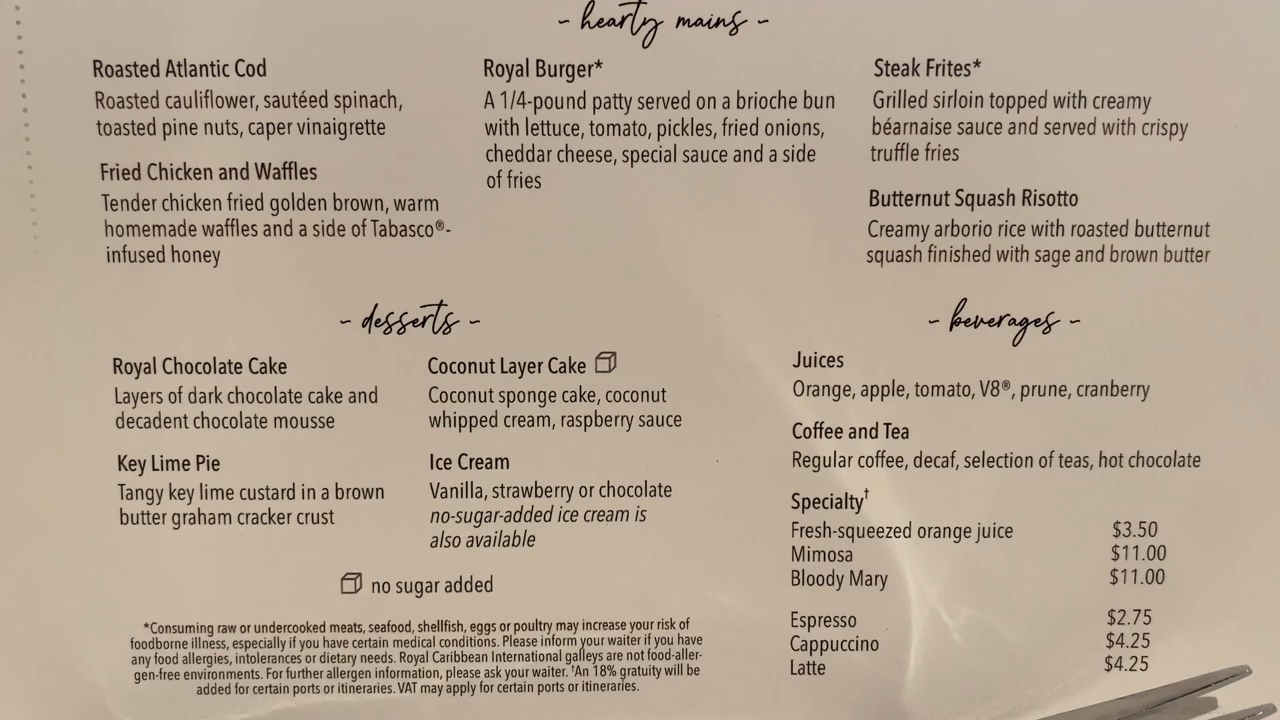 - hearty mains -
Roasted Atlantic Cod
Roasted cauliflower, sautéed spinach,
toasted pine nuts, caper vinaigrette
Fried Chicken and Waffles
Tender chicken fried golden brown, warm
homemade waffles and a side of Tabasco®-
infused honey
Royal Burger*
A 1/4-pound patty served on a brioche bun
with lettuce, tomato, pickles, fried onions,
cheddar cheese, special sauce and a side
of fries
Steak Frites*
Grilled sirloin topped with creamy
béarnaise sauce and served with crispy
truffle fries
Butternut Squash Risotto
Creamy arborio rice with roasted butternut
squash finished with sage and brown butter
- desserts -
Royal Chocolate Cake
Layers of dark chocolate cake and
decadent chocolate mousse
Key Lime Pie
Tangy key lime custard in a brown
butter graham cracker crust
Coconut Layer Cake
Coconut sponge cake, coconut
whipped cream, raspberry sauce
Ice Cream
Vanilla, strawberry or chocolate
no-sugar-added ice cream is
also available
no sugar added
*Consuming raw or undercooked meats, seafood, shellfish, eggs or poultry may increase your risk of
foodborne illness, especially if you have certain medical conditions. Please inform your waiter if you have
any food allergies, intolerances or dietary needs. Royal Caribbean International galleys are not food-aller-
gen-free environments. For further allergen information, please ask your waiter. †An 18% gratuity will be
added for certain ports or itineraries. VAT may apply for certain ports or itineraries.
- beverages -
Juices
Orange, apple, tomato, V8®, prune, cranberry
Coffee and Tea
Regular coffee, decaf, selection of teas, hot chocolate
Specialty†
Fresh-squeezed orange juice $3.50
Mimosa $11.00
Bloody Mary $11.00
Espresso $2.75
Cappuccino $4.25
Latte $4.25